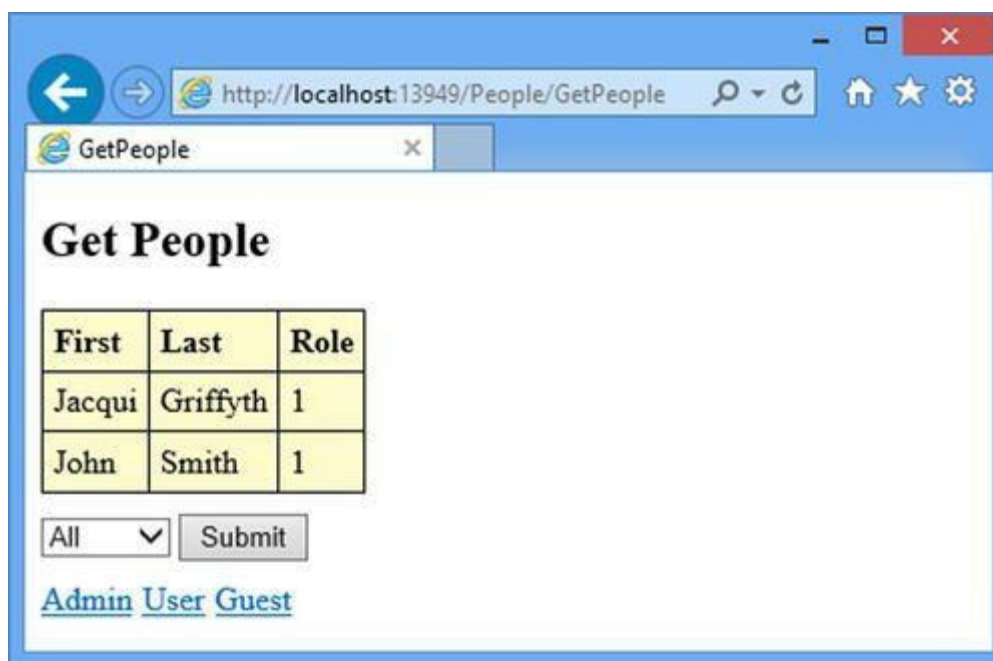 http://localhost:13949/People/GetPeople
GetPeople
Get People
First Last Role
Jacqui Griffyth 1
John Smith 1
All Submit
Admin User Guest